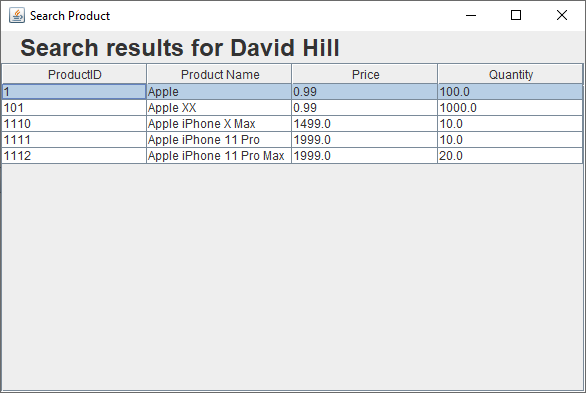 Search Product
Search results for David Hill
ProductID Product Name Price Quantity
1 Apple 0.99 100.0
101 Apple XX 0.99 1000.0
1110 Apple iPhone X Max 1499.0 10.0
1111 Apple iPhone 11 Pro 1999.0 10.0
1112 Apple iPhone 11 Pro Max 1999.0 20.0